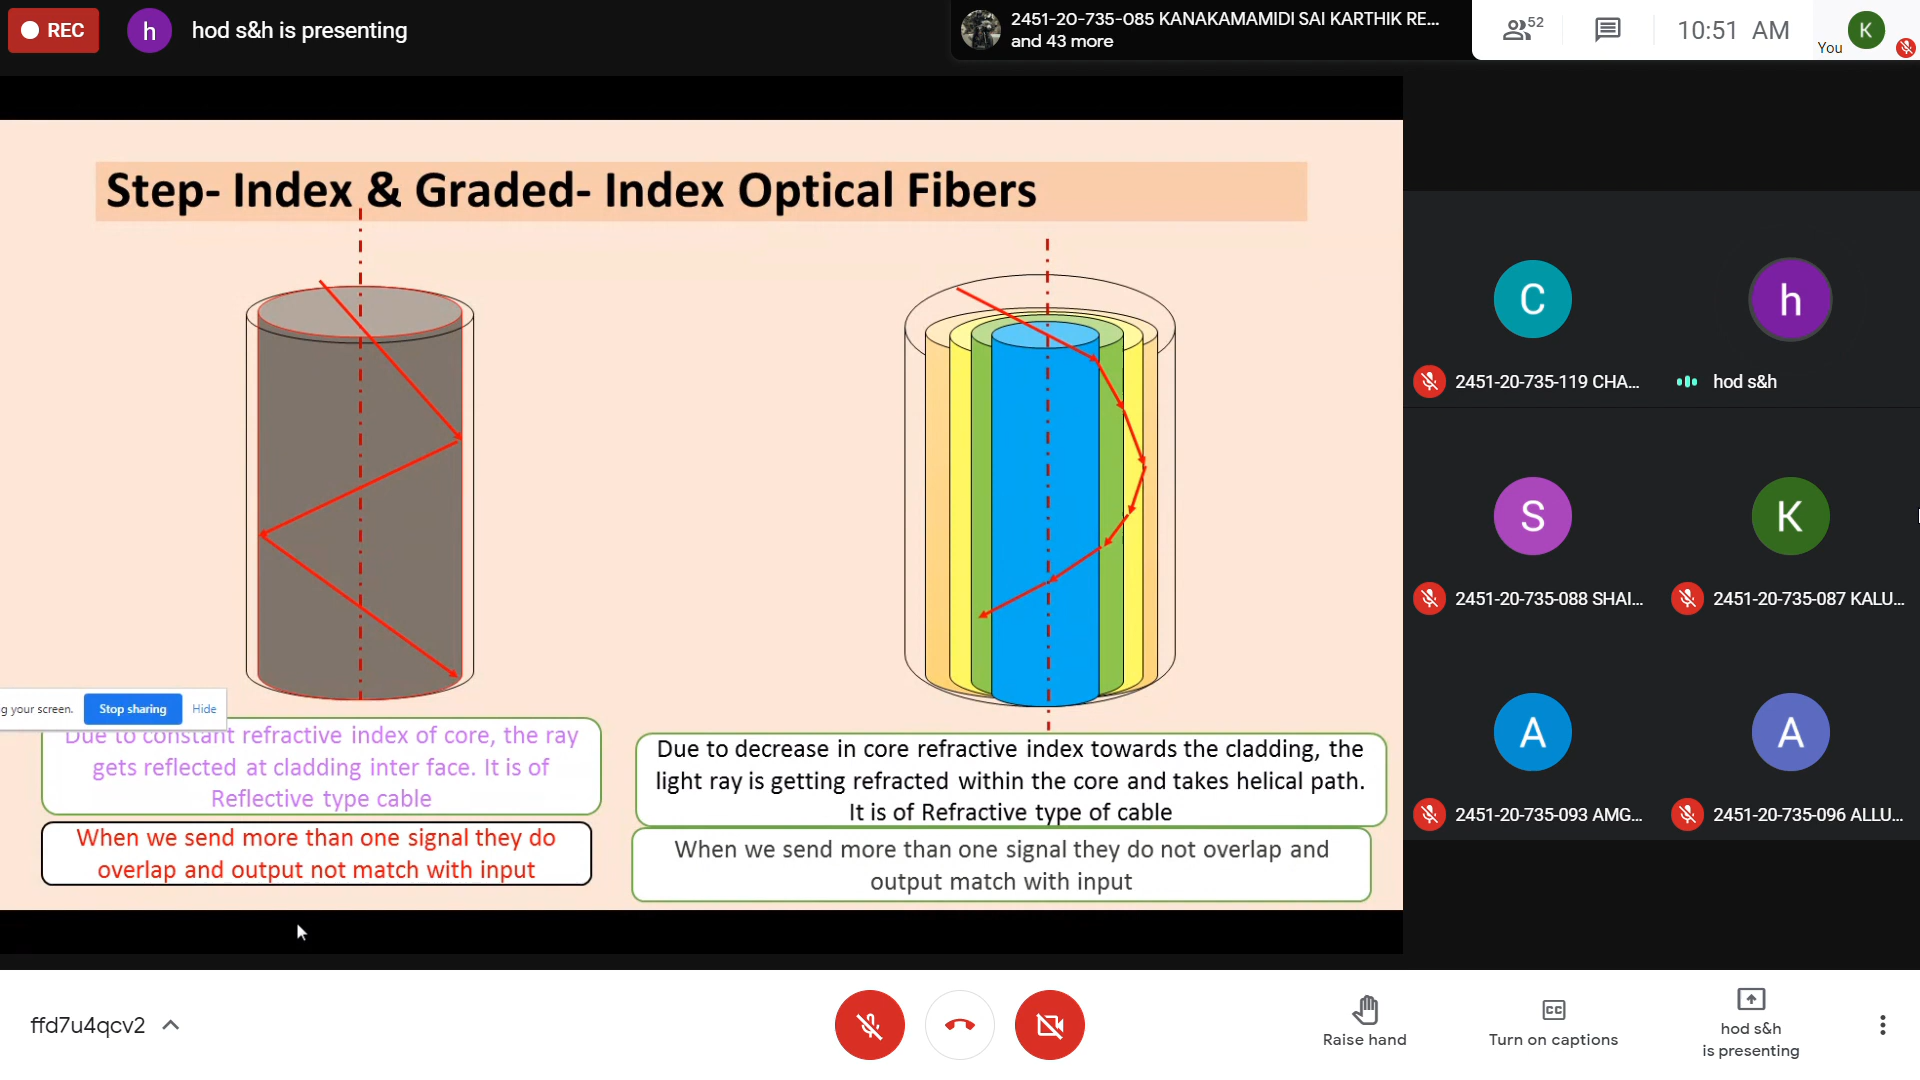 REC
h
hod s&h is presenting
2451-20-735-085 KANAKAMAMIDI SAI KARTHIK RE...
and 43 more
52
10:51 AM
You
K
Step- Index & Graded- Index Optical Fibers
C
h
2451-20-735-119 CHA...
hod s&h
S
K
2451-20-735-088 SHAI...
2451-20-735-087 KALU...
A
A
2451-20-735-093 AMG...
2451-20-735-096 ALLU...
g your screen.
Stop sharing
Hide
Due to constant refractive index of core, the ray
gets reflected at cladding inter face. It is of
Reflective type cable
When we send more than one signal they do
overlap and output not match with input
Due to decrease in core refractive index towards the cladding, the
light ray is getting refracted within the core and takes helical path.
It is of Refractive type of cable
When we send more than one signal they do not overlap and
output match with input
ffd7u4qcv2
Raise hand
CC
Turn on captions
hod s&h
is presenting